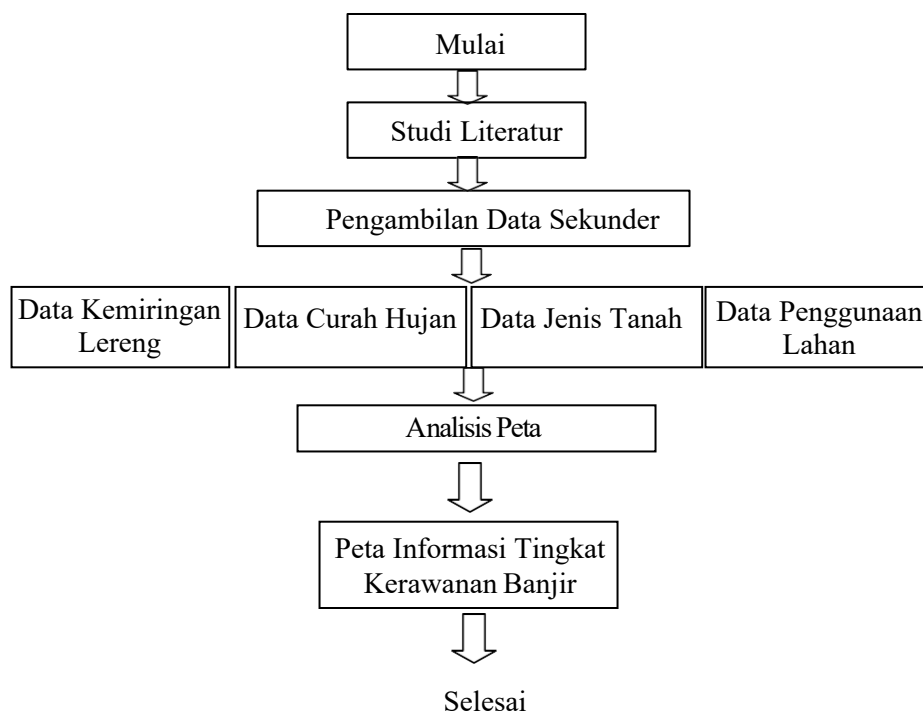 Mulai
Studi Literatur
Pengambilan Data Sekunder
Data Kemiringan
Lereng
Data Curah Hujan
Data Jenis Tanah
Data Penggunaan
Lahan
Analisis Peta
Peta Informasi Tingkat
Kerawanan Banjir
Selesai